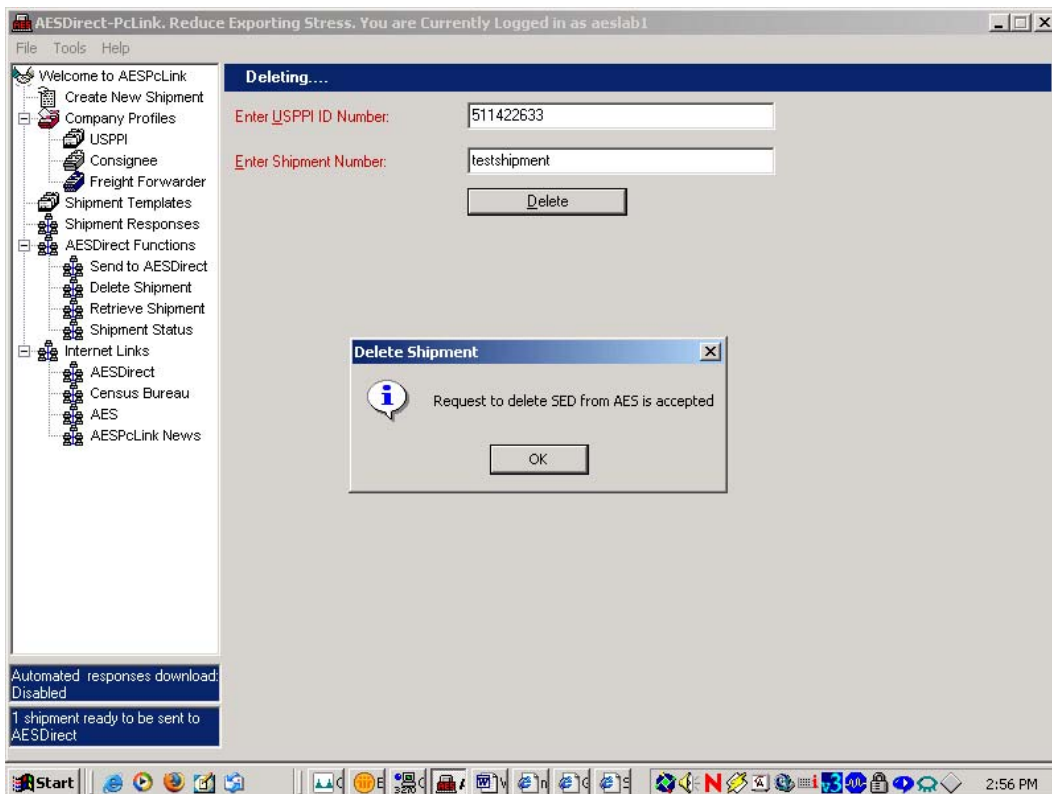 AESDirect-PcLink. Reduce Exporting Stress. You are Currently Logged in as aeslab1
File Tools Help
Welcome to AESPcLink
Create New Shipment
Company Profiles
USPPI
Consignee
Freight Forwarder
Shipment Templates
Shipment Responses
AESDirect Functions
Send to AESDirect
Delete Shipment
Retrieve Shipment
Shipment Status
Internet Links
AESDirect
Census Bureau
AES
AESPcLink News
Automated responses download:
Disabled
1 shipment ready to be sent to
AESDirect
Deleting....
Enter USPPI ID Number: 511422633
Enter Shipment Number: testshipment
Delete
Delete Shipment
Request to delete SED from AES is accepted
OK
Start
2:56 PM